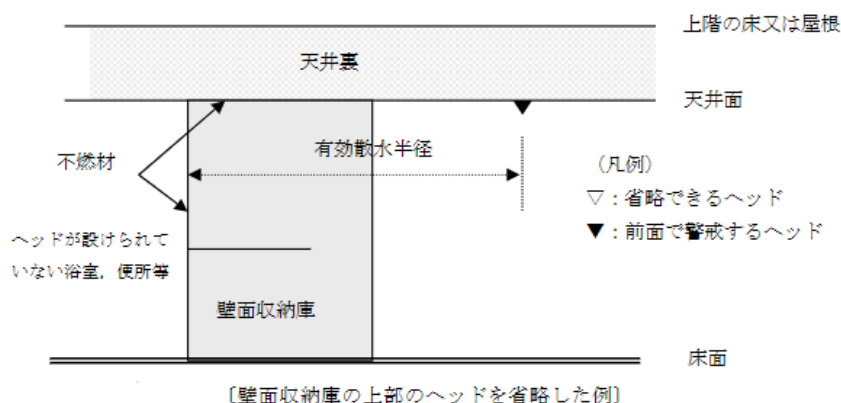 上階の床又は屋根
天井裏
天井面
不燃材
有効散水半径
(凡例)
▽:省略できるヘッド
▼:前面で警戒するヘッド
ヘッドが設けられて
いない浴室,便所等
壁面収納庫
床面
〔壁面収納庫の上部のヘッドを省略した例〕